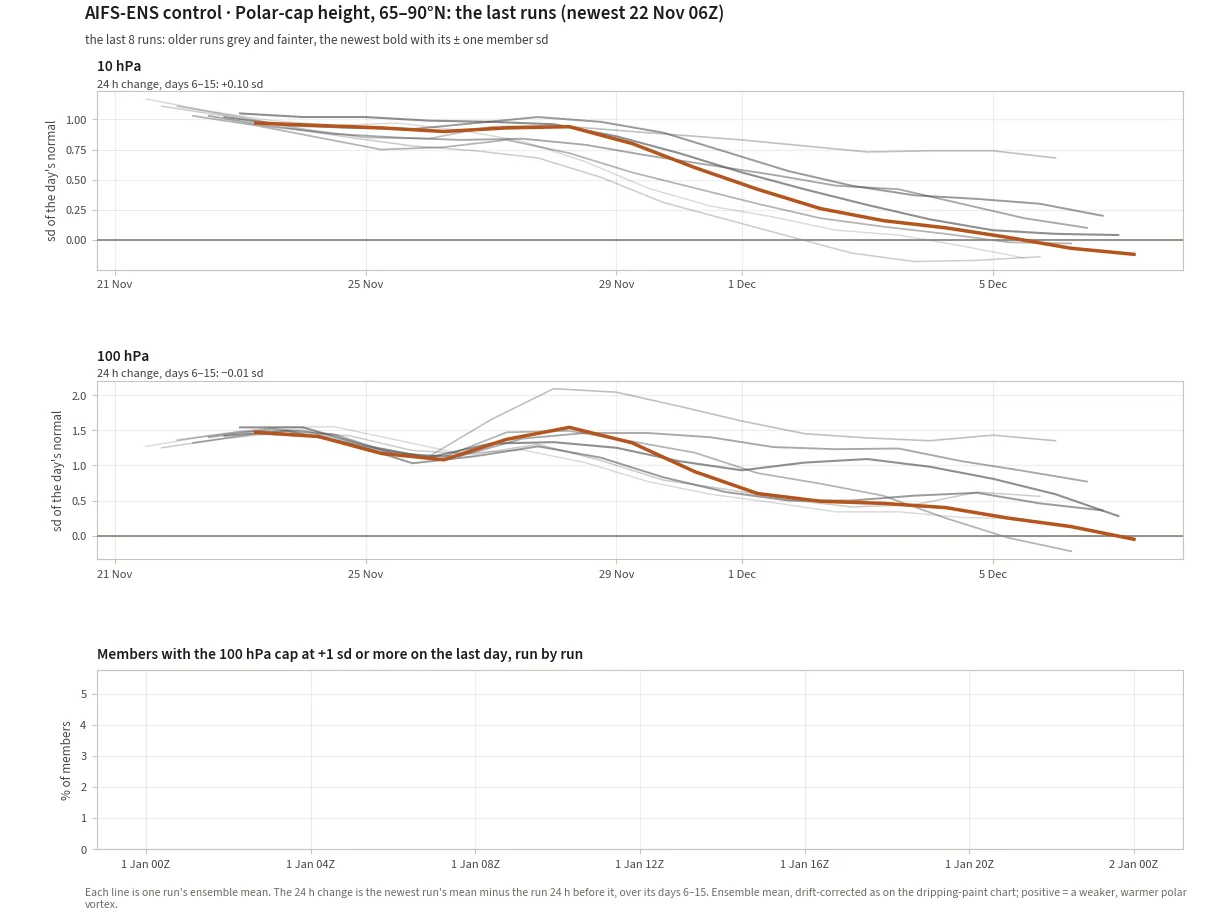 AIFS-ENS control · Polar-cap height, 65–90°N: the last runs (newest 22 Nov 06Z)
the last 8 runs: older runs grey and fainter, the newest bold with its ± one member sd
10 hPa
24 h change, days 6–15: +0.10 sd
sd of the day's normal
1.00
0.75
0.50
0.25
0.00
21 Nov
25 Nov
29 Nov
1 Dec
5 Dec
100 hPa
24 h change, days 6–15: −0.01 sd
sd of the day's normal
2.0
1.5
1.0
0.5
0.0
21 Nov
25 Nov
29 Nov
1 Dec
5 Dec
Members with the 100 hPa cap at +1 sd or more on the last day, run by run
% of members
5
4
3
2
1
0
1 Jan 00Z
1 Jan 04Z
1 Jan 08Z
1 Jan 12Z
1 Jan 16Z
1 Jan 20Z
2 Jan 00Z
Each line is one run's ensemble mean. The 24 h change is the newest run's mean minus the run 24 h before it, over its days 6–15. Ensemble mean, drift-corrected as on the dripping-paint chart; positive = a weaker, warmer polar
vortex.